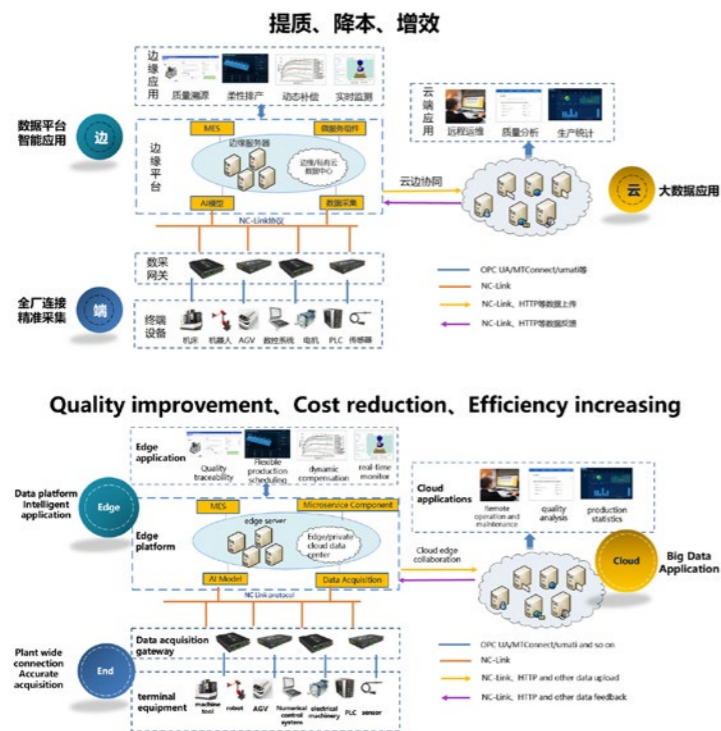 提质、降本、增效
边缘应用
质量溯源
柔性排产
动态补偿
实时监测
云端应用
远程运维
质量分析
生产统计
数据平台
智能应用
边
边缘平台
MES
微服务组件
边缘服务器
边缘/私有云
数据中心
AI模型
数据采集
云边协同
云
大数据应用
NC-Link协议
数采
网关
全厂连接
精准采集
端
终端
设备
机床
机器人
AGV
数控系统
电机
PLC
传感器
OPC UA/MTConnect/umati等
NC-Link
NC-Link、HTTP等数据上传
NC-Link、HTTP等数据反馈
Quality improvement、Cost reduction、Efficiency increasing
Edge
application
Quality
traceability
Flexible
production
scheduling
dynamic
compensation
real-time
monitor
Cloud
applications
Remote
operation and
maintenance
quality
analysis
production
statistics
Data platform
Intelligent
application
Edge
Edge
platform
MES
Microservice Component
edge server
Edge/private
cloud data
center
AI Model
Data Acquisition
Cloud edge
collaboration
Cloud
Big Data
Application
NC Link protocol
Data acquisition
gateway
Plant wide
connection
Accurate
acquisition
End
terminal
equipment
machine
tool
robot
AGV
Numerical
control
system
electrical
machinery
PLC
sensor
OPC UA/MTConnect/umati and so on
NC-Link
NC-Link, HTTP and other data upload
NC-Link, HTTP and other data feedback